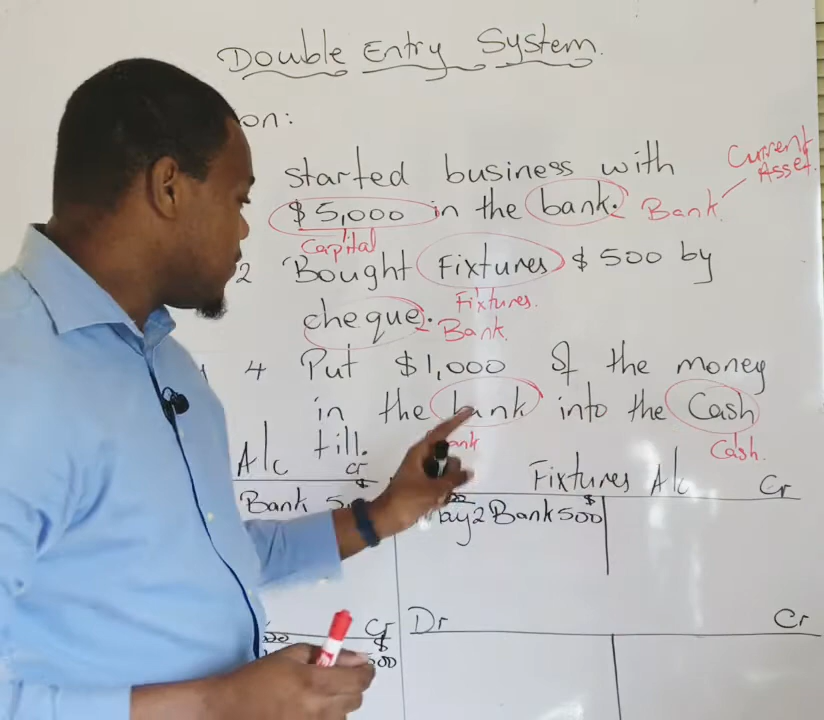 Double Entry System.
on:
started business with
Current
Asset.
$5,000 in the bank. Bank
Capital
2 Bought Fixtures $ 500 by
Fixtures.
cheque. Bank.
4 Put $1,000 of the money
in the bank into the Cash
till. Cash.
A/c Cr Fixtures A/c Cr
$ $
Bank 5, 2 Bank 500
Cr Dr Cr
$
500